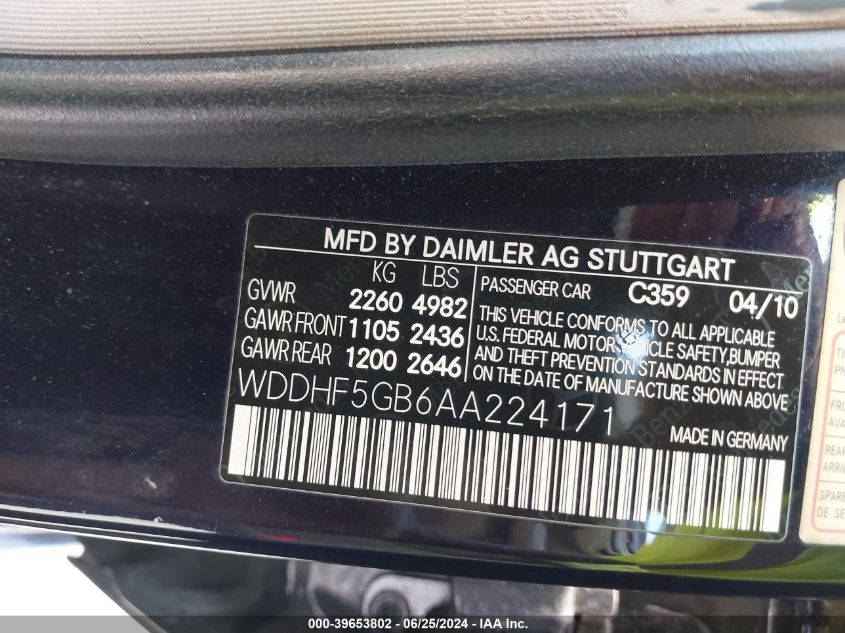 MFD BY DAIMLER AG STUTTGART
KG LBS
GVWR 2260 4982
GAWR FRONT 1105 2436
GAWR REAR 1200 2646
PASSENGER CAR C359 04/10
THIS VEHICLE CONFORMS TO ALL APPLICABLE
U.S. FEDERAL MOTOR VEHICLE SAFETY,BUMPER
AND THEFT PREVENTION STANDARDS IN EFFECT
ON THE DATE OF MANUFACTURE SHOWN ABOVE
WDDHF5GB6AA224171
MADE IN GERMANY
000-39653802 - 06/25/2024 - IAA Inc.